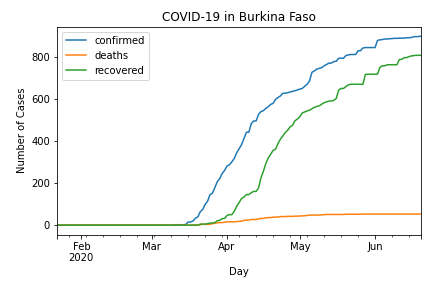 COVID-19 in Burkina Faso
confirmed
deaths
recovered
Number of Cases
800
600
400
200
0
Feb
2020
Mar
Apr
May
Jun
Day